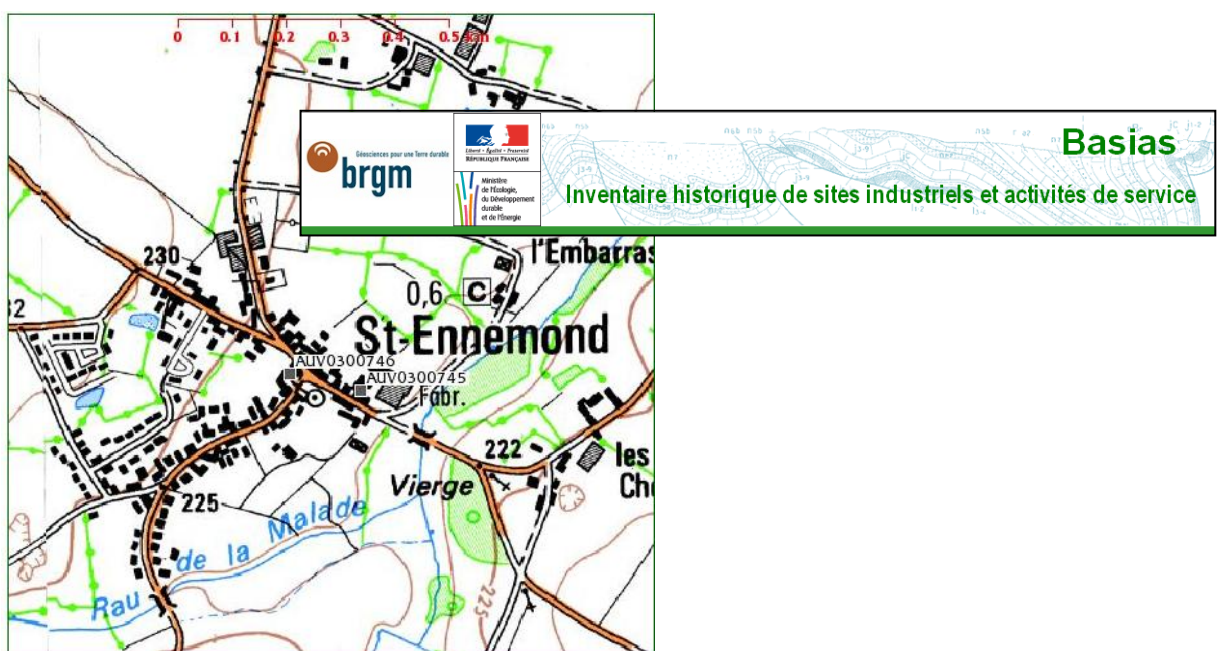 0 0.1 0.2 0.3 0.4 0.5 km
Basias
Inventaire historique de sites industriels et activités de service
Géosciences pour une Terre durable
brgm
Liberté • Égalité • Fraternité
RÉPUBLIQUE FRANÇAISE
Ministère
de l'Écologie,
du Développement
durable
et de l'Énergie
l'Embarras
230
0,6 C
32
St-Ennemond
AUV0300746
AUV0300745
Fabr.
222
les
Ch
Vierge
225
Rau de la Malade
225